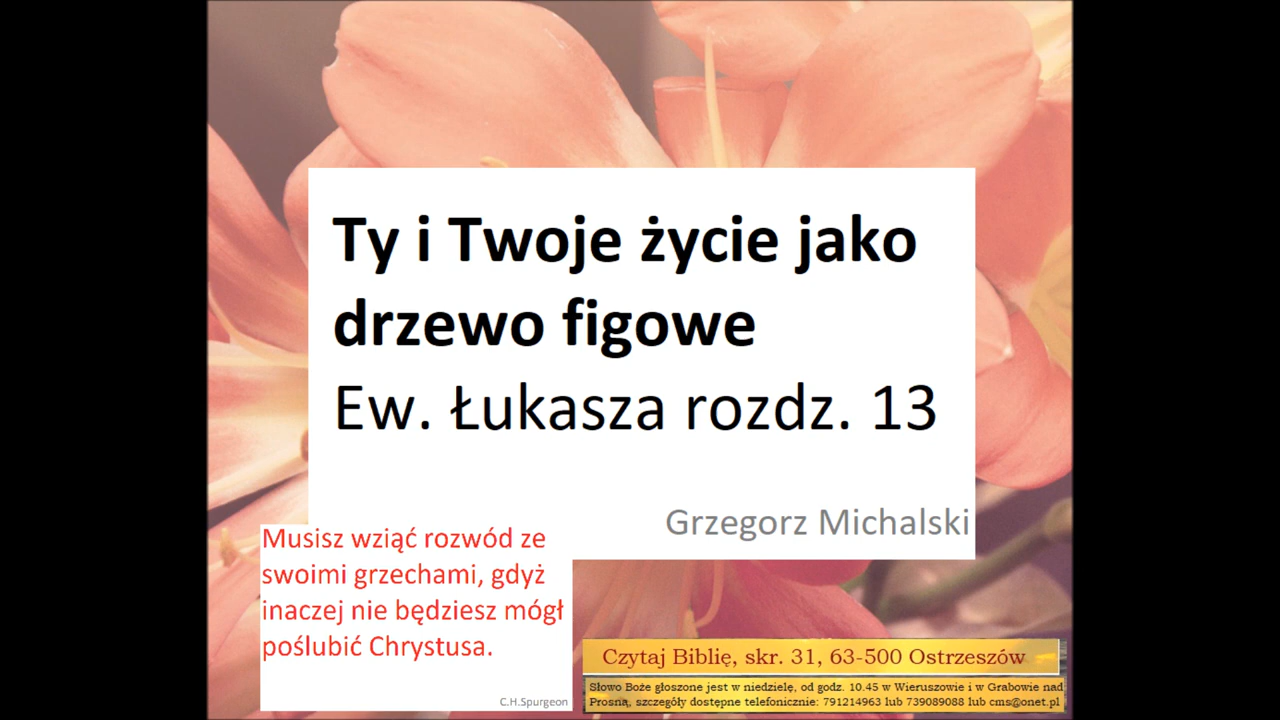 Ty i Twoje życie jako
drzewo figowe
Ew. Łukasza rozdz. 13
Grzegorz Michalski
Musisz wziąć rozwód ze
swoimi grzechami, gdyż
inaczej nie będziesz mógł
poślubić Chrystusa.
C.H.Spurgeon
Czytaj Biblię, skr. 31, 63-500 Ostrzeszów
Słowo Boże głoszone jest w niedzielę, od godz. 10.45 w Wieruszowie i w Grabowie nad
Prosną, szczegóły dostępne telefonicznie: 791214963 lub 739089088 lub cms@onet.pl